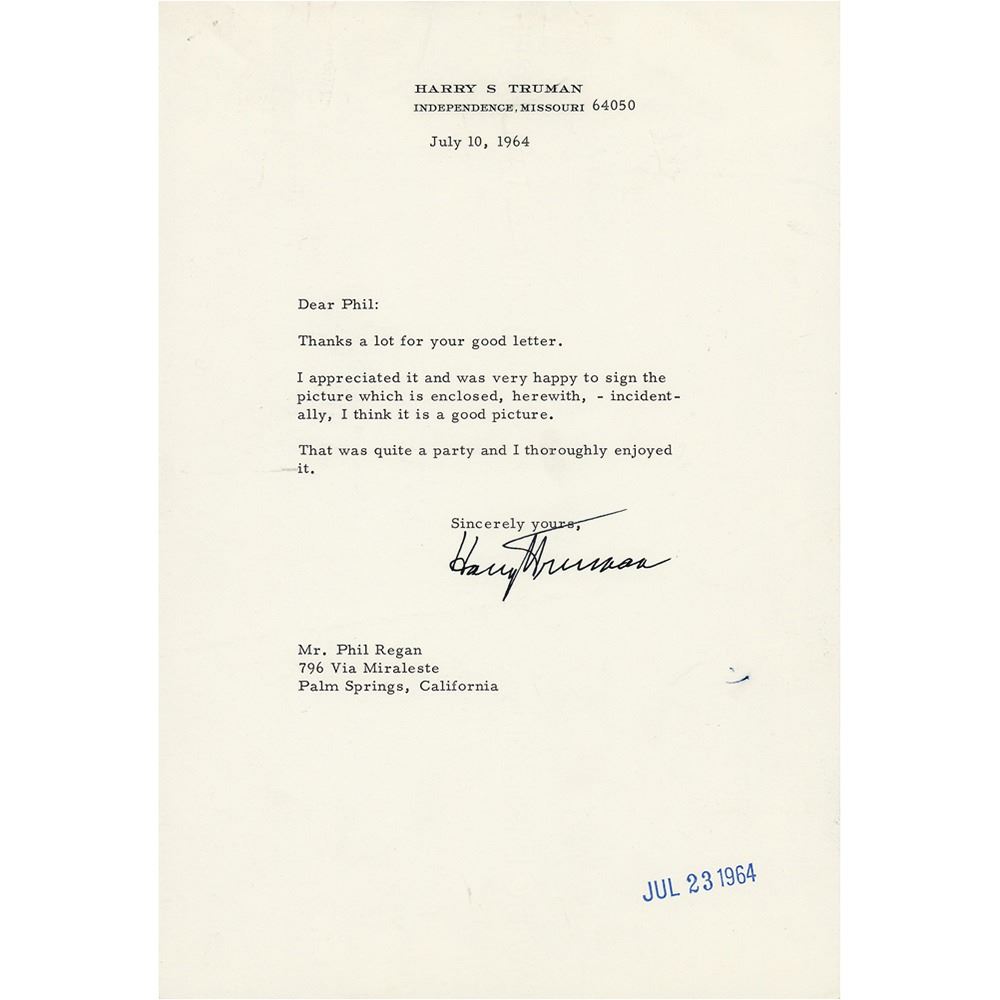 HARRY S TRUMAN
INDEPENDENCE, MISSOURI 64050
July 10, 1964
Dear Phil:
Thanks a lot for your good letter.
I appreciated it and was very happy to sign the
picture which is enclosed, herewith, - incident-
ally, I think it is a good picture.
That was quite a party and I thoroughly enjoyed
it.
Sincerely yours,
Harry Truman
Mr. Phil Regan
796 Via Miraleste
Palm Springs, California
JUL 23 1964